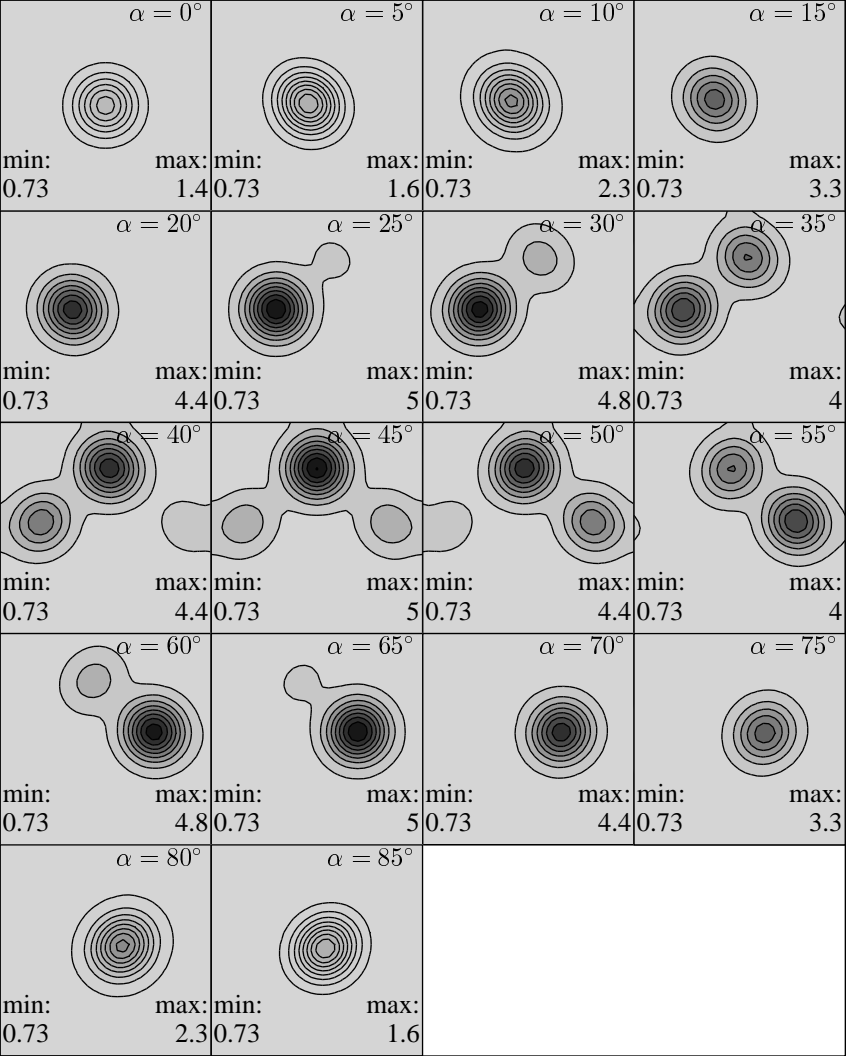 α = 0° α = 5° α = 10° α = 15°
min: max: min: max: min: max: min: max:
0.73 1.4 0.73 1.6 0.73 2.3 0.73 3.3
α = 20° α = 25° α = 30° α = 35°
min: max: min: max: min: max: min: max:
0.73 4.4 0.73 5 0.73 4.8 0.73 4
α = 40° α = 45° α = 50° α = 55°
min: max: min: max: min: max: min: max:
0.73 4.4 0.73 5 0.73 4.4 0.73 4
α = 60° α = 65° α = 70° α = 75°
min: max: min: max: min: max: min: max:
0.73 4.8 0.73 5 0.73 4.4 0.73 3.3
α = 80° α = 85°
min: max: min: max:
0.73 2.3 0.73 1.6